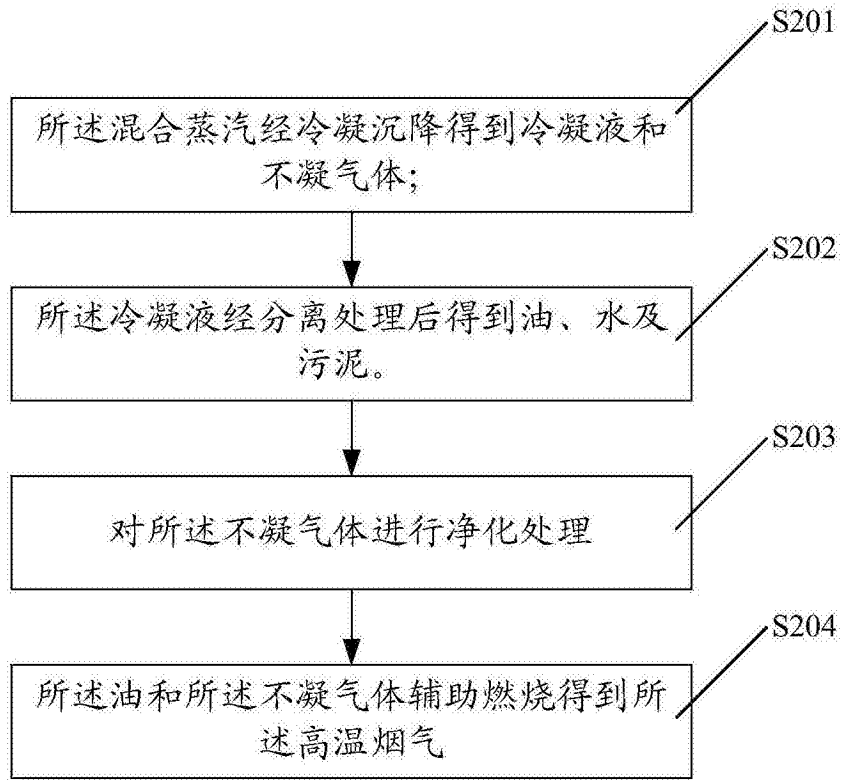 S201
所述混合蒸汽经冷凝沉降得到冷凝液和
不凝气体;
S202
所述冷凝液经分离处理后得到油、水及
污泥。
S203
对所述不凝气体进行净化处理
S204
所述油和所述不凝气体辅助燃烧得到所
述高温烟气